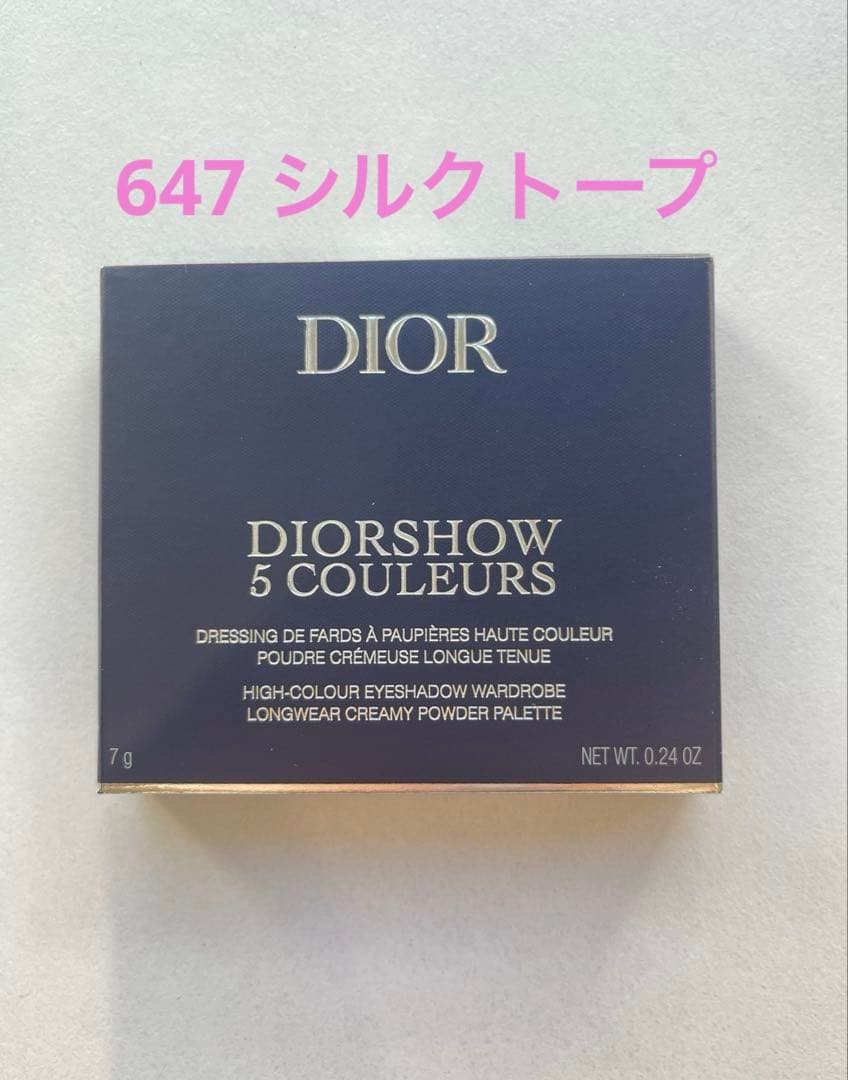 647 シルクトープ
DIOR
DIORSHOW
5 COULEURS
DRESSING DE FARDS À PAUPIÈRES HAUTE COULEUR
POUDRE CRÉMEUSE LONGUE TENUE
HIGH-COLOUR EYESHADOW WARDROBE
LONGWEAR CREAMY POWDER PALETTE
7 g
NET WT. 0.24 OZ